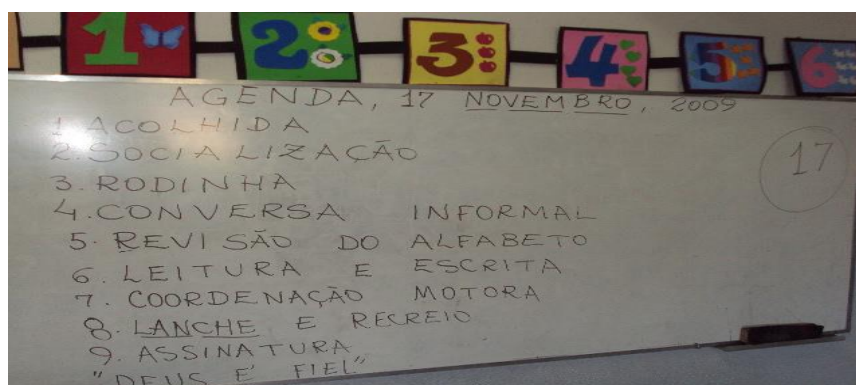 1 2 3 4 5 6
AGENDA, 17 NOVEMBRO, 2009
1 ACOLHIDA
2. SOCIALIZAÇÃO
17
3. RODINHA
4. CONVERSA INFORMAL
5. REVISÃO DO ALFABETO
6. LEITURA E ESCRITA
7. COORDENAÇÃO MOTORA
8. LANCHE E RECREIO
9. ASSINATURA
"DEUS É FIEL"